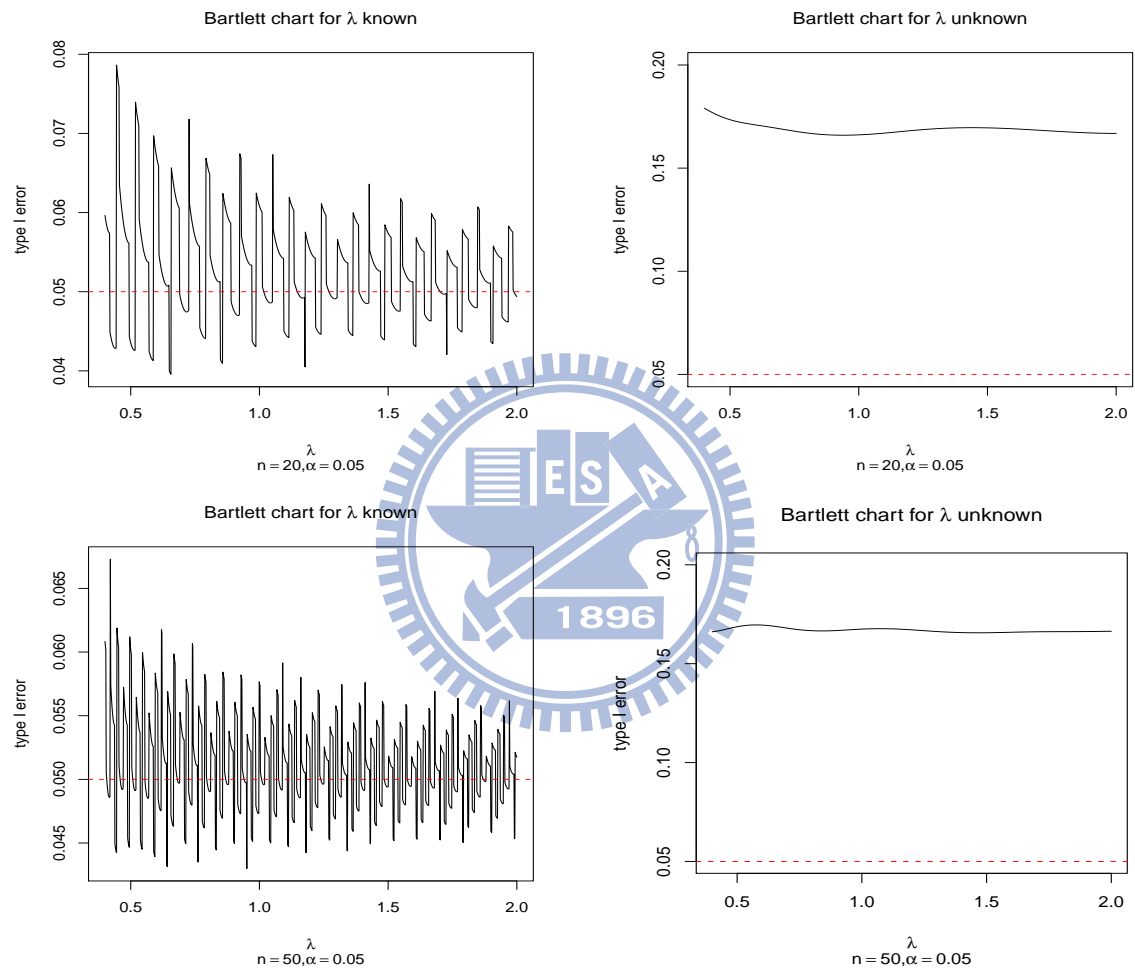 Bartlett chart for λ known
0.08
0.07
0.06
0.05
0.04
type I error
0.5 1.0 1.5 2.0
λ
n = 20,α = 0.05
Bartlett chart for λ unknown
0.20
0.15
0.10
0.05
type I error
0.5 1.0 1.5 2.0
λ
n = 20,α = 0.05
Bartlett chart for λ known
0.065
0.060
0.055
0.050
0.045
type I error
0.5 1.0 1.5 2.0
λ
n = 50,α = 0.05
Bartlett chart for λ unknown
0.20
0.15
0.10
0.05
type I error
0.5 1.0 1.5 2.0
λ
n = 50,α = 0.05
E S A
8
1896